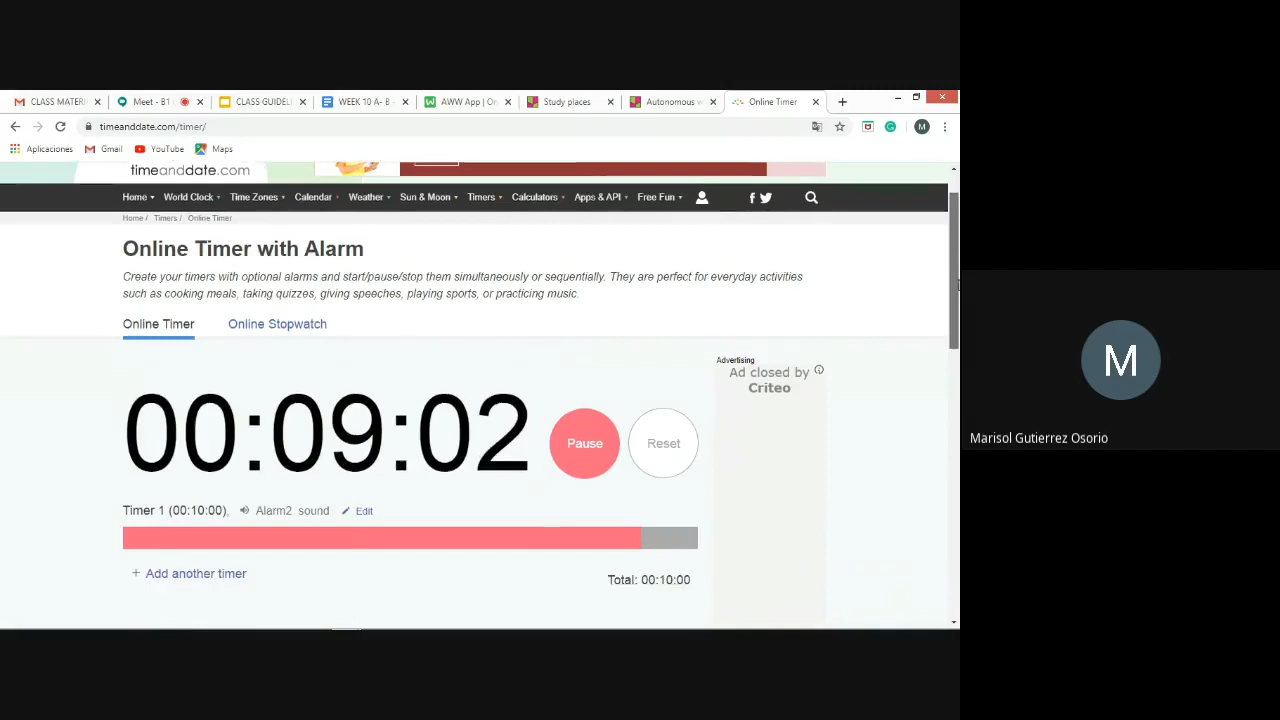 CLASS MATERI
Meet - B1
CLASS GUIDEL
WEEK 10 A- B
AWW App | On
Study places
Autonomous w
Online Timer
timeanddate.com/timer/
M
Aplicaciones
Gmail
YouTube
Maps
timeanddate.com
Home
World Clock
Time Zones
Calendar
Weather
Sun & Moon
Timers
Calculators
Apps & API
Free Fun
Home / Timers / Online Timer
Online Timer with Alarm
Create your timers with optional alarms and start/pause/stop them simultaneously or sequentially. They are perfect for everyday activities
such as cooking meals, taking quizzes, giving speeches, playing sports, or practicing music.
Online Timer
Online Stopwatch
Advertising
Ad closed by
Criteo
00:09:02
Pause
Reset
Timer 1 (00:10:00),
Alarm2 sound
Edit
+ Add another timer
Total: 00:10:00
M
Marisol Gutierrez Osorio